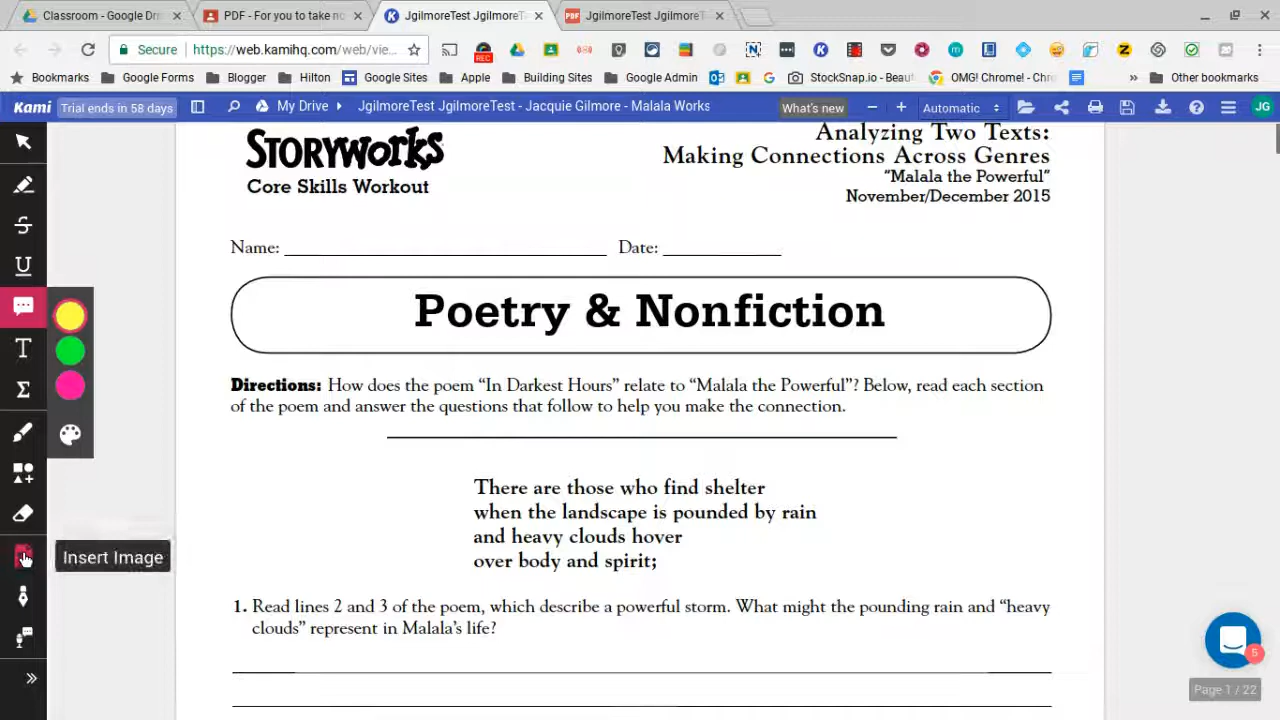 Classroom - Google Dri
PDF - For you to take no
JgilmoreTest JgilmoreTe
JgilmoreTest JgilmoreT
Secure
https://web.kamihq.com/web/vie...
REC
Bookmarks
Google Forms
Blogger
Hilton
Google Sites
Apple
Building Sites
Google Admin
StockSnap.io - Beaut
OMG! Chrome! - Chr
Other bookmarks
Kami
Trial ends in 58 days
My Drive
JgilmoreTest JgilmoreTest - Jacquie Gilmore - Malala Works
What's new
Automatic
JG
STORYWORKS
Core Skills Workout
Analyzing Two Texts:
Making Connections Across Genres
“Malala the Powerful”
November/December 2015
Name:
Date:
Poetry & Nonfiction
Directions: How does the poem “In Darkest Hours” relate to “Malala the Powerful”? Below, read each section
of the poem and answer the questions that follow to help you make the connection.
There are those who find shelter
when the landscape is pounded by rain
and heavy clouds hover
over body and spirit;
Insert Image
1. Read lines 2 and 3 of the poem, which describe a powerful storm. What might the pounding rain and “heavy
clouds” represent in Malala’s life?
5
Page 1 / 22